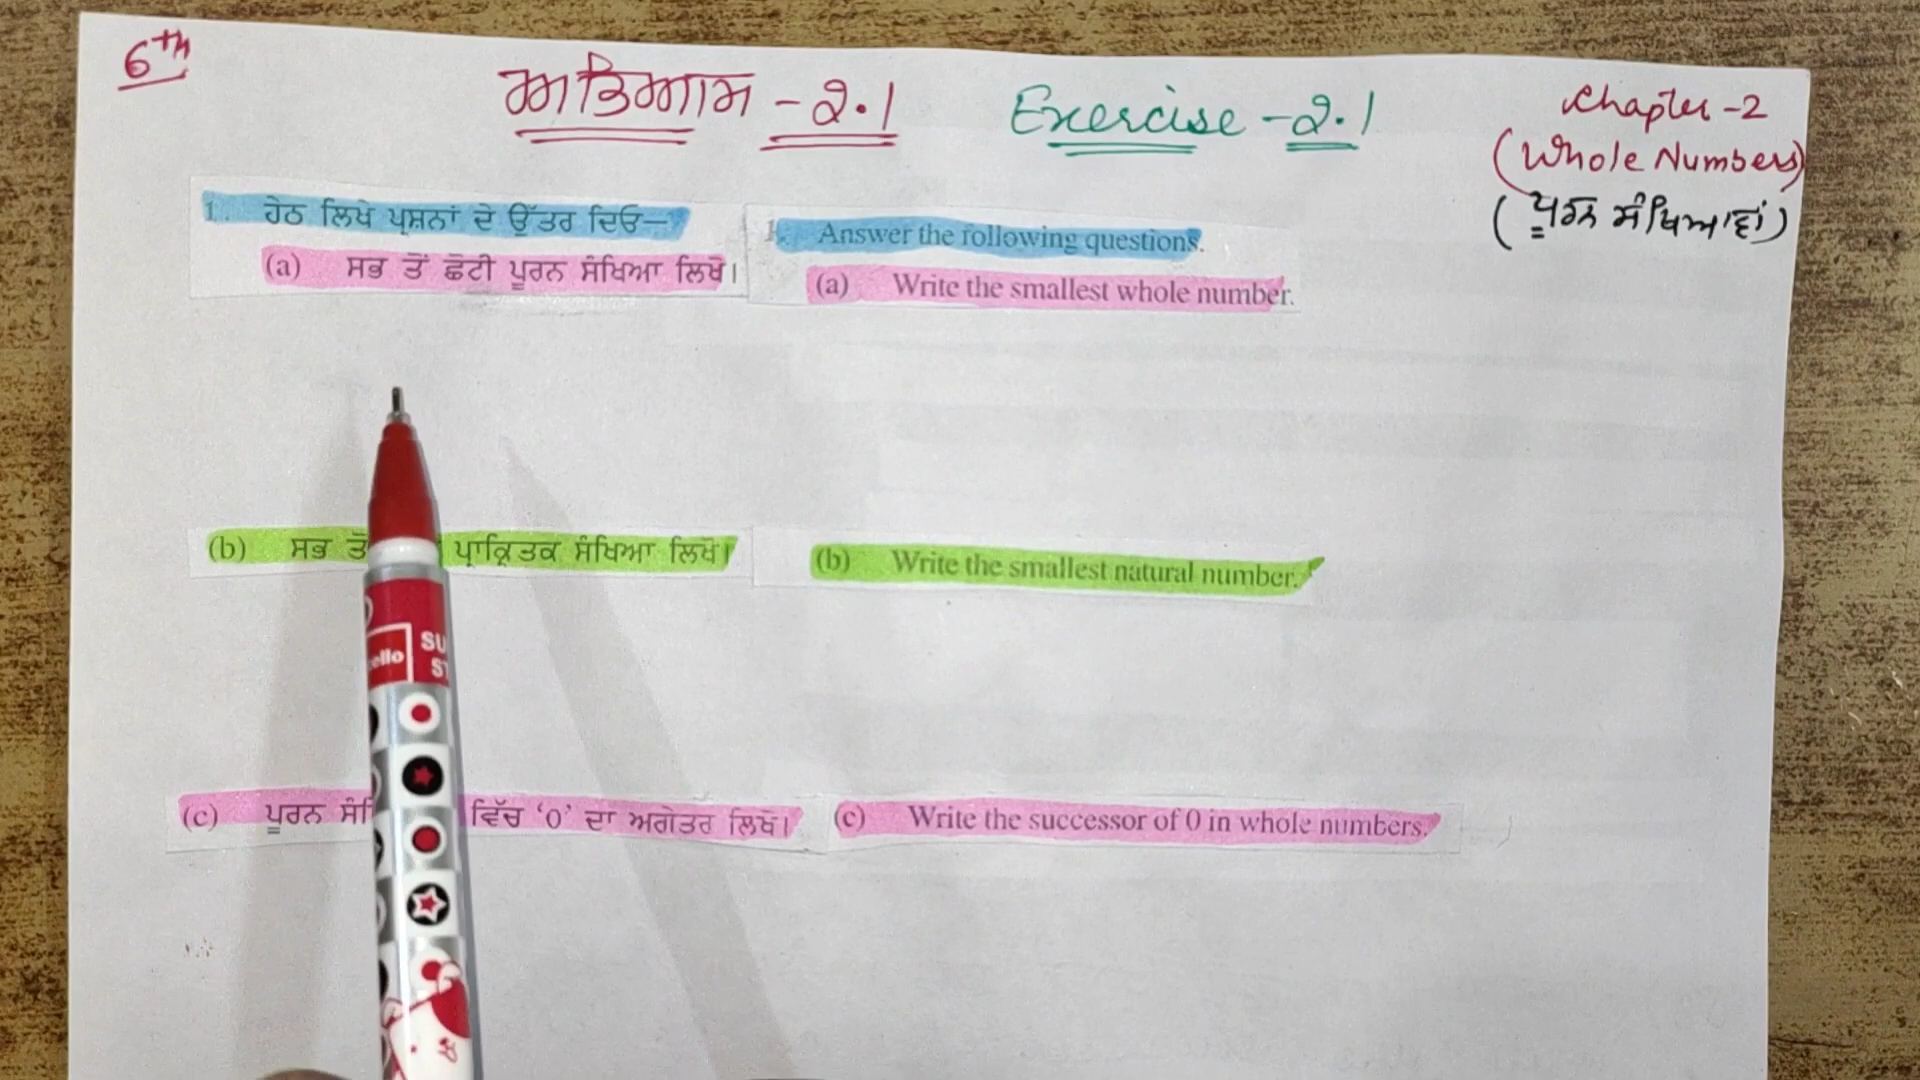 6th
ਅਭਿਆਸ - 2.1
Exercise - 2.1
Chapter - 2
(Whole Numbers)
(ਪੂਰਨ ਸੰਖਿਆਵਾਂ)
1. ਹੇਠ ਲਿਖੇ ਪ੍ਰਸ਼ਨਾਂ ਦੇ ਉੱਤਰ ਦਿਓ—
(a) ਸਭ ਤੋਂ ਛੋਟੀ ਪੂਰਨ ਸੰਖਿਆ ਲਿਖੋ।
1. Answer the following questions.
(a) Write the smallest whole number.
(b) ਸਭ ਪ੍ਰਾਕ੍ਰਿਤਕ ਸੰਖਿਆ ਲਿਖੋ।
(b) Write the smallest natural number.
(c) ਪੂਰਨ ਵਿੱਚ ‘0’ ਦਾ ਅਗੇਤਰ ਲਿਖੋ।
(c) Write the successor of 0 in whole numbers.